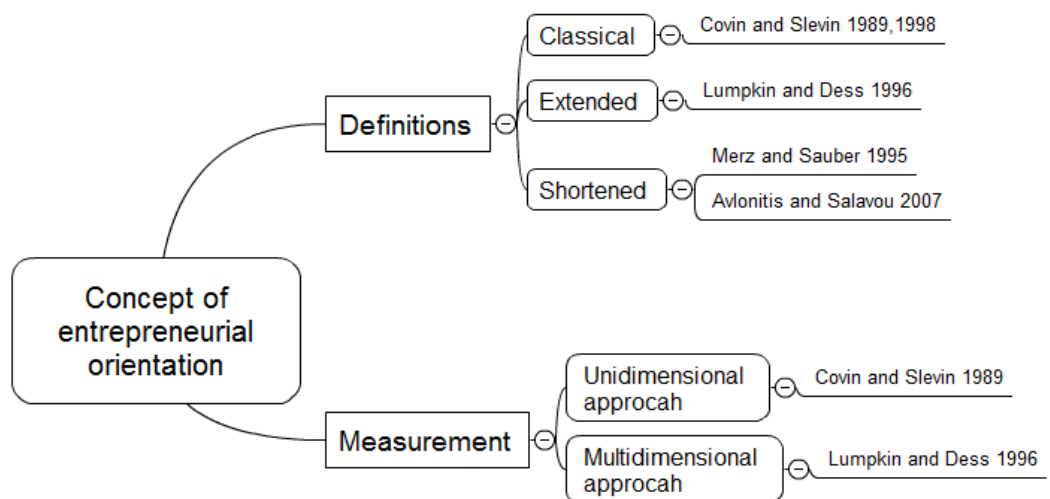 Concept of
entrepreneurial
orientation
Definitions
Classical
Covin and Slevin 1989,1998
Extended
Lumpkin and Dess 1996
Shortened
Merz and Sauber 1995
Avlonitis and Salavou 2007
Measurement
Unidimensional
approcah
Covin and Slevin 1989
Multidimensional
approcah
Lumpkin and Dess 1996